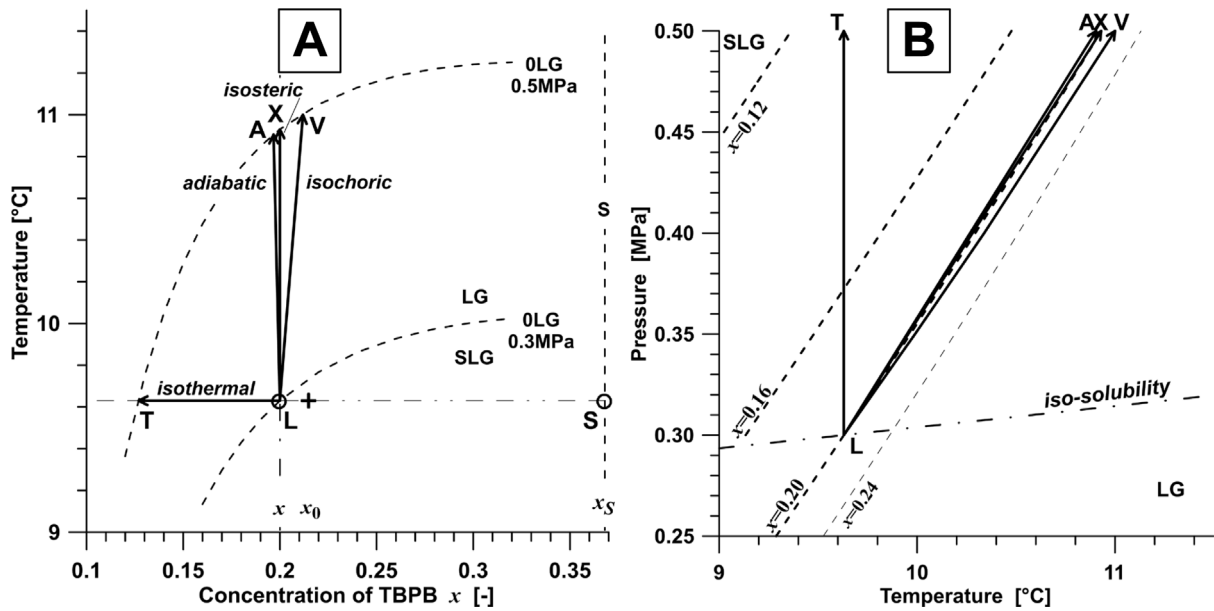 A
11
10
9
Temperature [°C]
0.1
0.15
0.2
0.25
0.3
0.35
Concentration of TBPB x [-]
isosteric
X
A
V
adiabatic
isochoric
0LG
0.5MPa
S
LG
0LG
0.3MPa
SLG
isothermal
T
L
+
S
x
x0
xS
B
0.50
0.45
0.40
0.35
0.30
0.25
Pressure [MPa]
9
10
11
Temperature [°C]
SLG
T
AX V
x=0.12
x=0.16
iso-solubility
L
x=0.20
x=0.24
LG